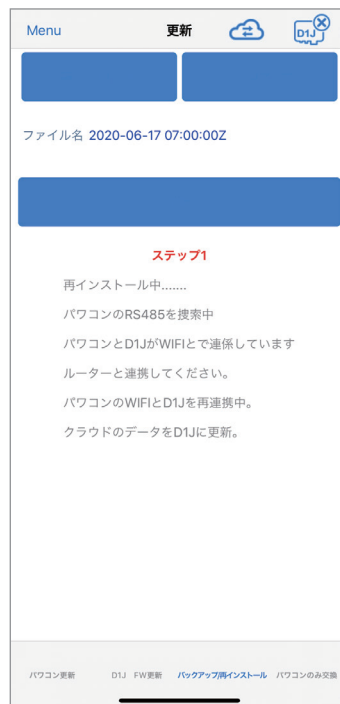 Menu 更新 D1J
ファイル名 2020-06-17 07:00:00Z
ステップ1
再インストール中.......
パワコンのRS485を捜索中
パワコンとD1JがWIFIとで連係しています
ルーターと連携してください。
パワコンのWIFIとD1Jを再連携中。
クラウドのデータをD1Jに更新。
パワコン更新 D1J FW更新 バックアップ/再インストール パワコンのみ交換